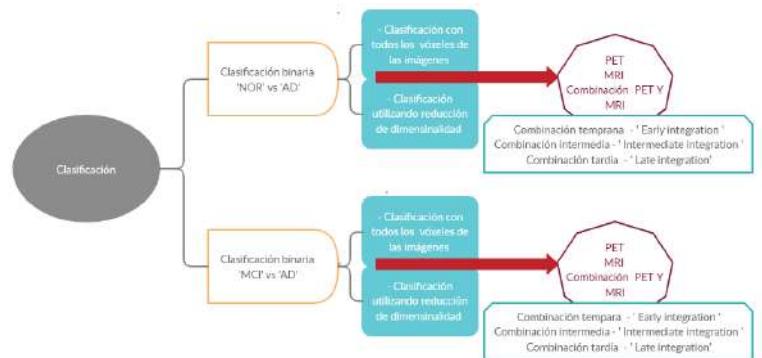 Clasificación
Clasificación binaria
'NOR' vs 'AD'
- Clasificación con
todos los vóxeles de
las imágenes
- Clasificación
utilizando reducción
de dimensinalidad
PET
MRI
Combinación PET Y
MRI
Combinación temprana - ' Early integration '
Combinación intermedia - ' Intermediate integration '
Combinación tardía - ' Late integration'
Clasificación binaria
'MCI' vs 'AD'
- Clasificación con
todos los vóxeles de
las imágenes
- Clasificación
utilizando reducción
de dimensinalidad
PET
MRI
Combinación PET Y
MRI
Combinación tempara - ' Early integration '
Combinación intermedia - ' Intermediate integration '
Combinación tardía - ' Late integration'